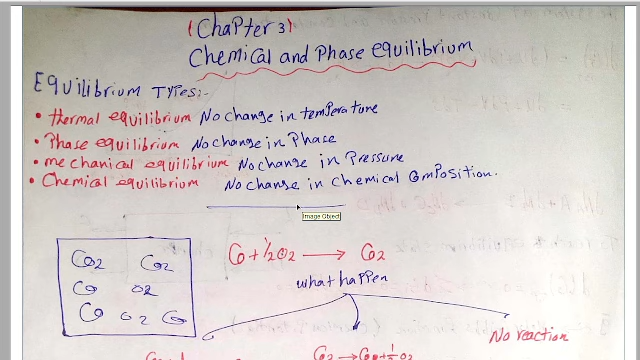 (Chapter 3)
Chemical and Phase equilibrium
Equilibrium Types:-
• thermal equilibrium No change in temperature
• Phase equilibrium No change in Phase
• mechanical equilibrium No change in Pressure
• Chemical equilibrium No change in Chemical Composition.
Image Object
Co2 Co2
Co O2
Co O2 Co
Co + 1/2 O2 → Co2
what happen
No reaction
Co2 → Co + 1/2 O2